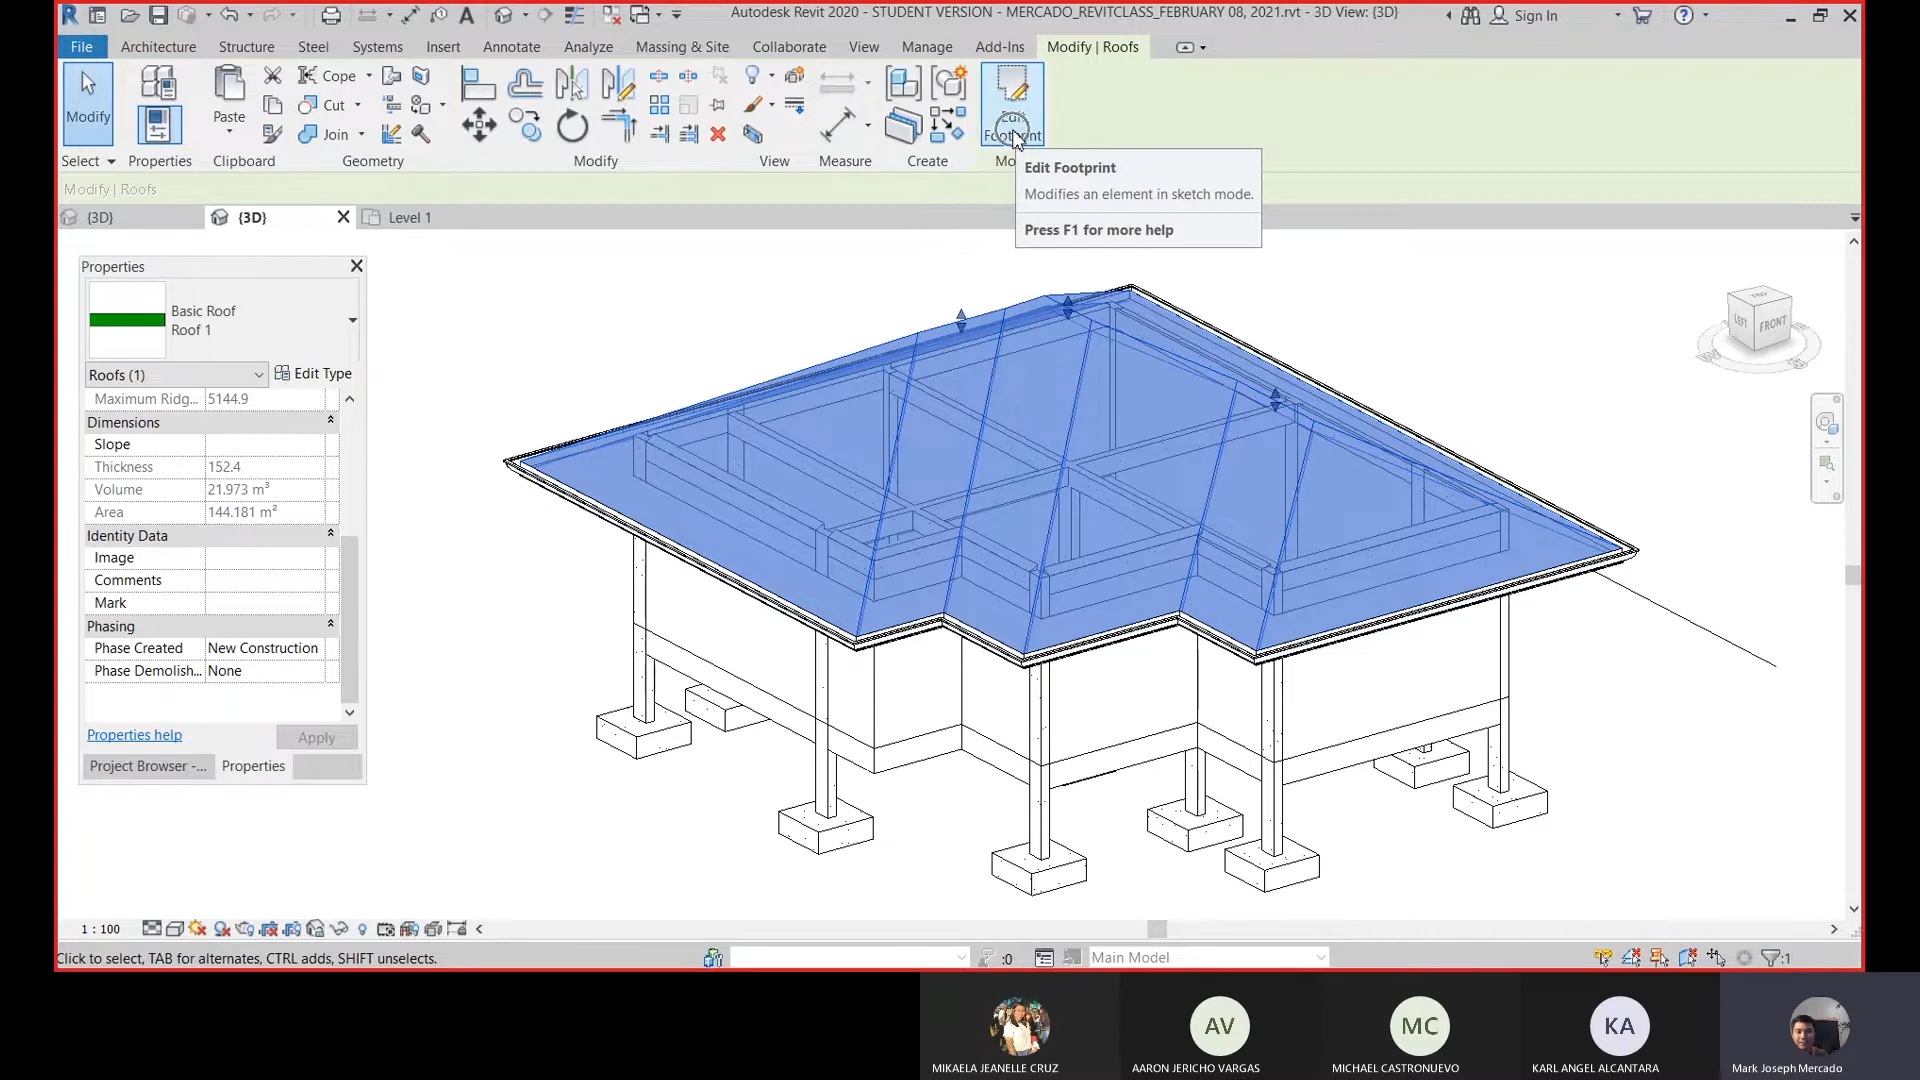 Autodesk Revit 2020 - STUDENT VERSION - MERCADO_REVITCLASS_FEBRUARY 08, 2021.rvt - 3D View: {3D}
Sign In
File Architecture Structure Steel Systems Insert Annotate Analyze Massing & Site Collaborate View Manage Add-Ins Modify | Roofs
Modify
Paste
Cope
Cut
Join
Edit
Footprint
Select Properties Clipboard Geometry Modify View Measure Create Mo
Edit Footprint
Modifies an element in sketch mode.
Press F1 for more help
Modify | Roofs
{3D} {3D} Level 1
Properties
Basic Roof
Roof 1
Roofs (1) Edit Type
Maximum Ridg... 5144.9
Dimensions
Slope
Thickness 152.4
Volume 21.973 m³
Area 144.181 m²
Identity Data
Image
Comments
Mark
Phasing
Phase Created New Construction
Phase Demolish... None
Properties help Apply
Project Browser -... Properties
TOP
LEFT FRONT
1 : 100
Click to select, TAB for alternates, CTRL adds, SHIFT unselects.
:0
Main Model
:1
AV MC KA
MIKAELA JEANELLE CRUZ
AARON JERICHO VARGAS
MICHAEL CASTRONUEVO
KARL ANGEL ALCANTARA
Mark Joseph Mercado